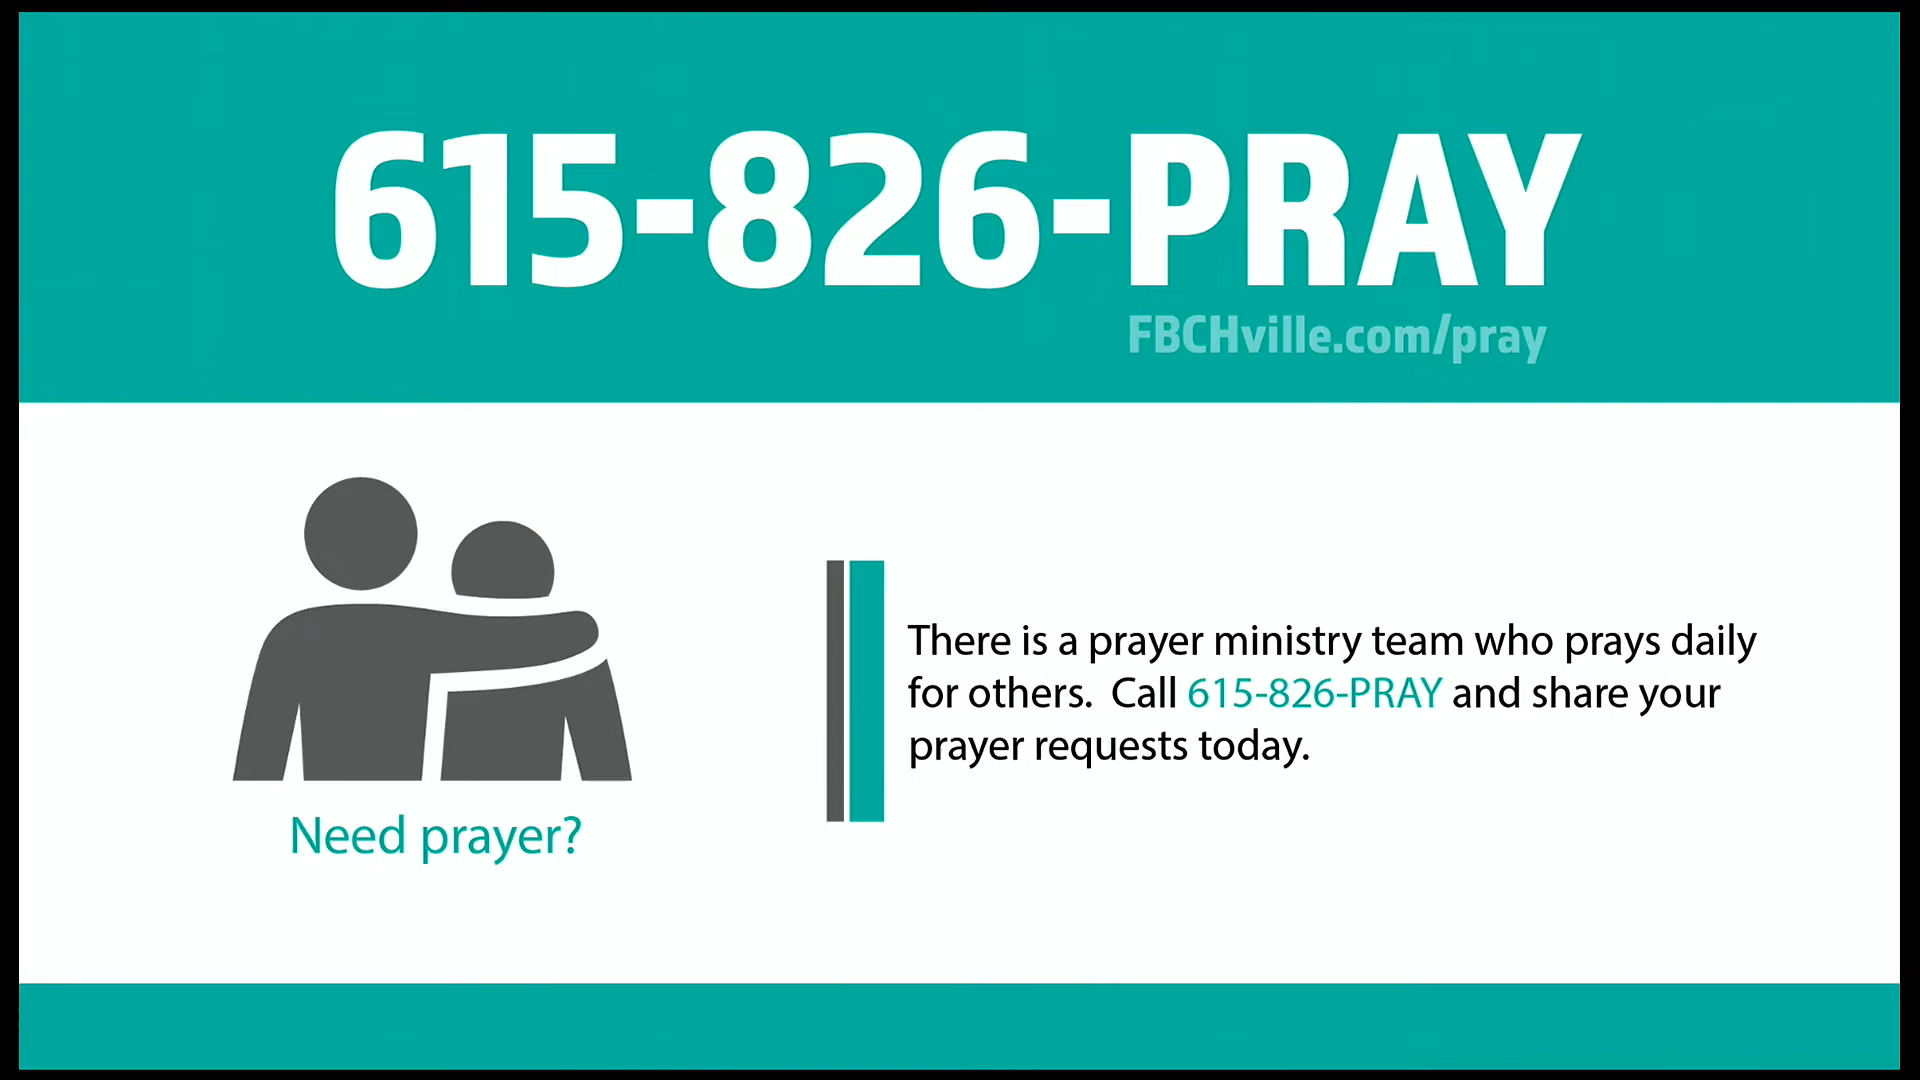 615-826-PRAY
FBCHville.com/pray
There is a prayer ministry team who prays daily
for others.  Call 615-826-PRAY and share your
prayer requests today.
Need prayer?